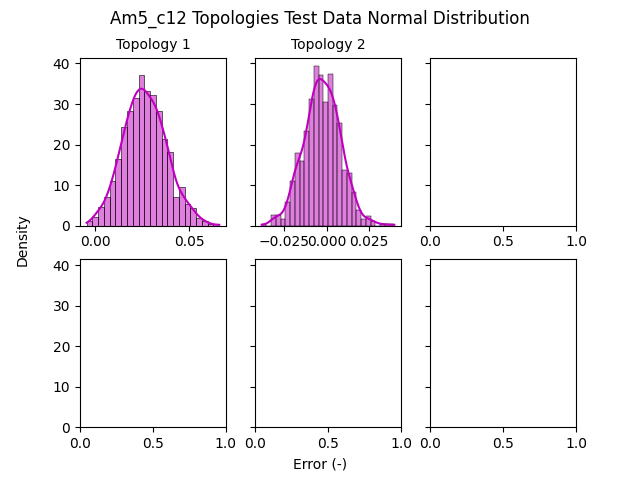 Am5_c12 Topologies Test Data Normal Distribution
Topology 1 Topology 2
40
30
20
10
0
0.00 0.05 −0.025 0.000 0.025 0.0 0.5 1.0
Density
40
30
20
10
0
0.0 0.5 1.0 0.0 0.5 1.0 0.0 0.5 1.0
Error (-)